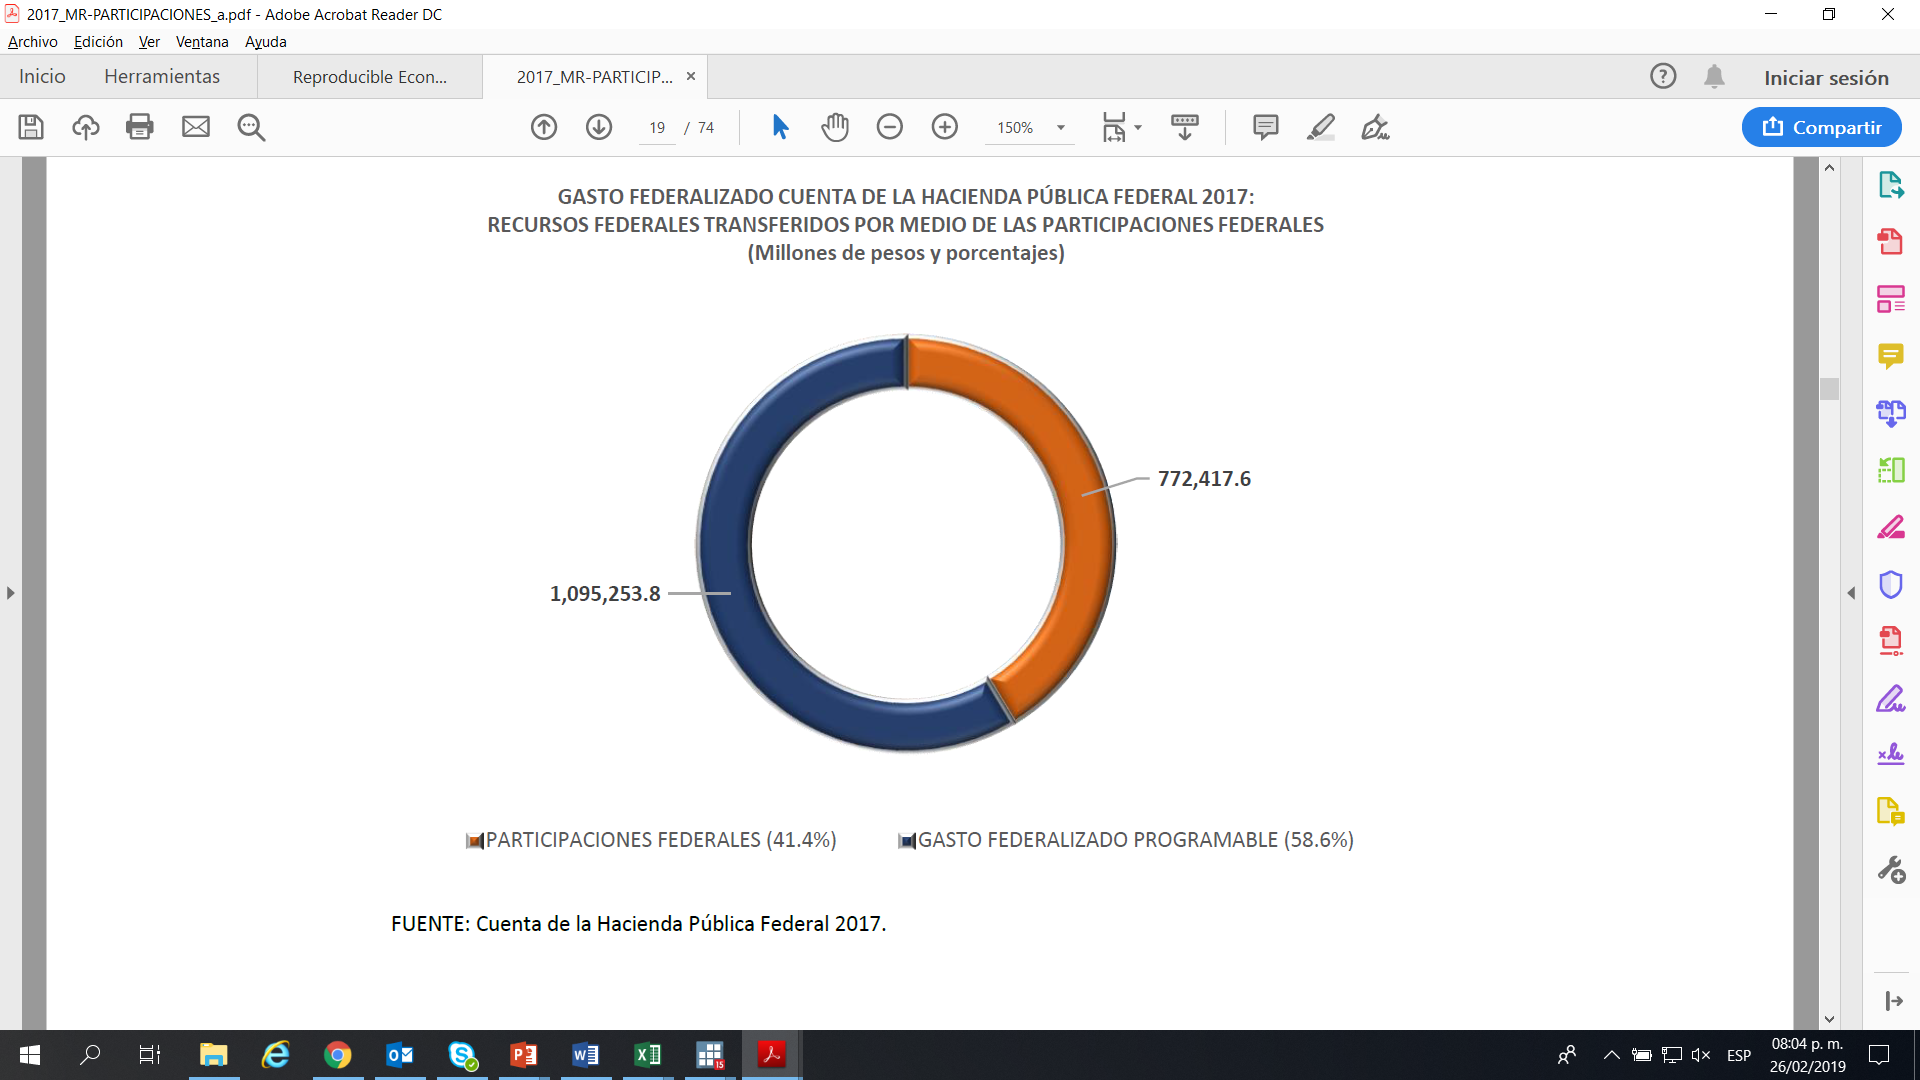 2017_MR-PARTICIPACIONES_a.pdf - Adobe Acrobat Reader DC
Archivo Edición Ver Ventana Ayuda
Inicio Herramientas Reproducible Econ... 2017_MR-PARTICIP... × ? Iniciar sesión
19 / 74 150% Compartir
GASTO FEDERALIZADO CUENTA DE LA HACIENDA PÚBLICA FEDERAL 2017:
RECURSOS FEDERALES TRANSFERIDOS POR MEDIO DE LAS PARTICIPACIONES FEDERALES
(Millones de pesos y porcentajes)
772,417.6
1,095,253.8
PARTICIPACIONES FEDERALES (41.4%) GASTO FEDERALIZADO PROGRAMABLE (58.6%)
FUENTE: Cuenta de la Hacienda Pública Federal 2017.
ESP
08:04 p. m.
26/02/2019
15